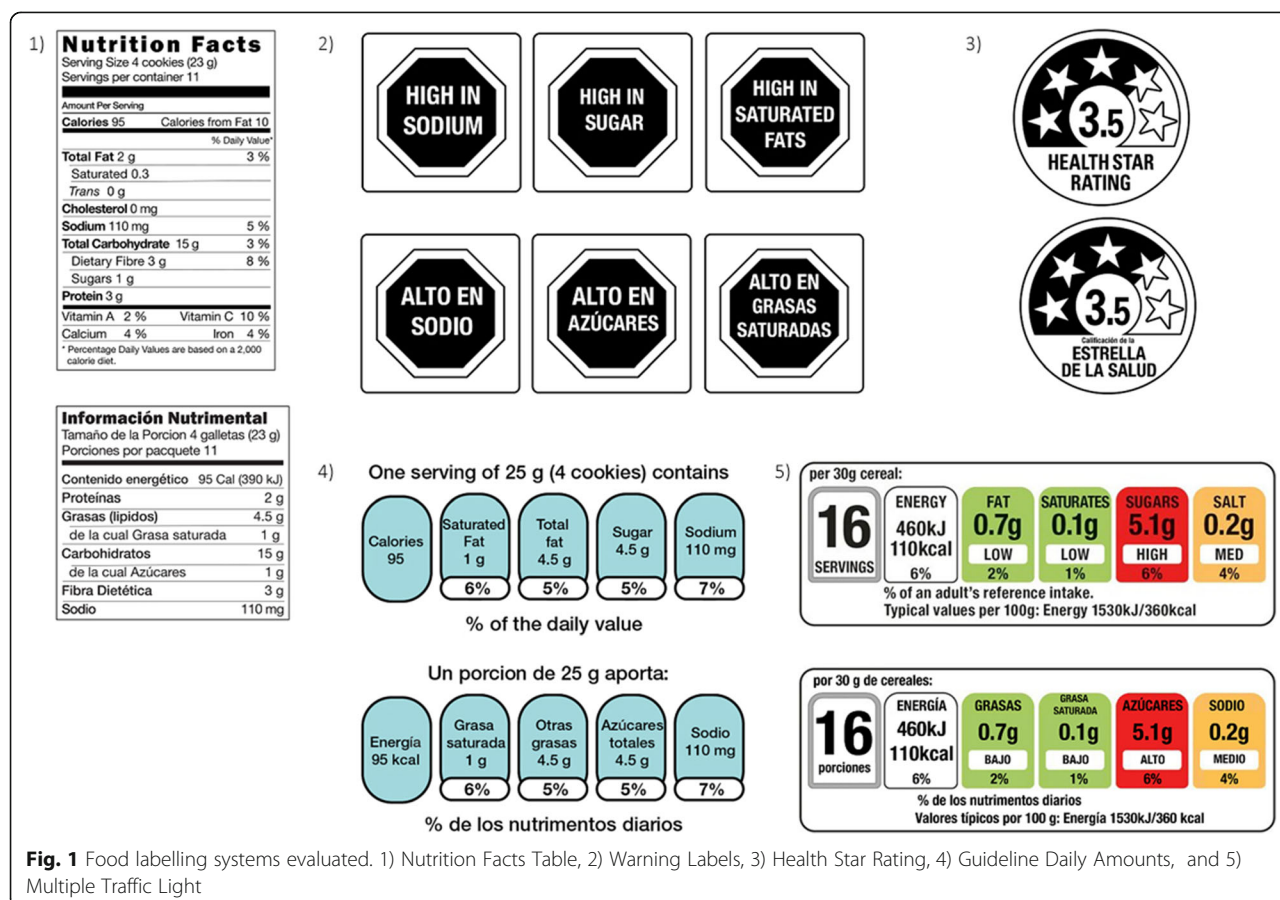 1)
Nutrition Facts
Serving Size 4 cookies (23 g)
Servings per container 11
Amount Per Serving
Calories 95 Calories from Fat 10
% Daily Value*
Total Fat 2 g 3 %
Saturated 0.3
Trans 0 g
Cholesterol 0 mg
Sodium 110 mg 5 %
Total Carbohydrate 15 g 3 %
Dietary Fibre 3 g 8 %
Sugars 1 g
Protein 3 g
Vitamin A 2 % Vitamin C 10 %
Calcium 4 % Iron 4 %
* Percentage Daily Values are based on a 2,000
calorie diet.
Información Nutrimental
Tamaño de la Porcion 4 galletas (23 g)
Porciones por pacquete 11
Contenido energético 95 Cal (390 kJ)
Proteínas 2 g
Grasas (lipidos) 4.5 g
de la cual Grasa saturada 1 g
Carbohidratos 15 g
de la cual Azúcares 1 g
Fibra Dietética 3 g
Sodio 110 mg
2)
HIGH IN
SODIUM
HIGH IN
SUGAR
HIGH IN
SATURATED
FATS
ALTO EN
SODIO
ALTO EN
AZÚCARES
ALTO EN
GRASAS
SATURADAS
3)
3.5
HEALTH STAR
RATING
3.5
Calificación de la
ESTRELLA
DE LA SALUD
4)
One serving of 25 g (4 cookies) contains
Calories
95
Saturated
Fat
1 g
6%
Total
fat
4.5 g
5%
Sugar
4.5 g
5%
Sodium
110 mg
7%
% of the daily value
Un porcion de 25 g aporta:
Energía
95 kcal
Grasa
saturada
1 g
6%
Otras
grasas
4.5 g
5%
Azúcares
totales
4.5 g
5%
Sodio
110 mg
7%
% de los nutrimentos diarios
5)
per 30g cereal:
16
SERVINGS
ENERGY
460kJ
110kcal
6%
FAT
0.7g
LOW
2%
SATURATES
0.1g
LOW
1%
SUGARS
5.1g
HIGH
6%
SALT
0.2g
MED
4%
% of an adult's reference intake.
Typical values per 100g: Energy 1530kJ/360kcal
por 30 g de cereales:
16
porciones
ENERGÍA
460kJ
110kcal
6%
GRASAS
0.7g
BAJO
2%
GRASA
SATURADA
0.1g
BAJO
1%
AZÚCARES
5.1g
ALTO
6%
SODIO
0.2g
MEDIO
4%
% de los nutrimentos diarios
Valores típicos por 100 g: Energía 1530kJ/360 kcal
Fig. 1 Food labelling systems evaluated. 1) Nutrition Facts Table, 2) Warning Labels, 3) Health Star Rating, 4) Guideline Daily Amounts, and 5)
Multiple Traffic Light